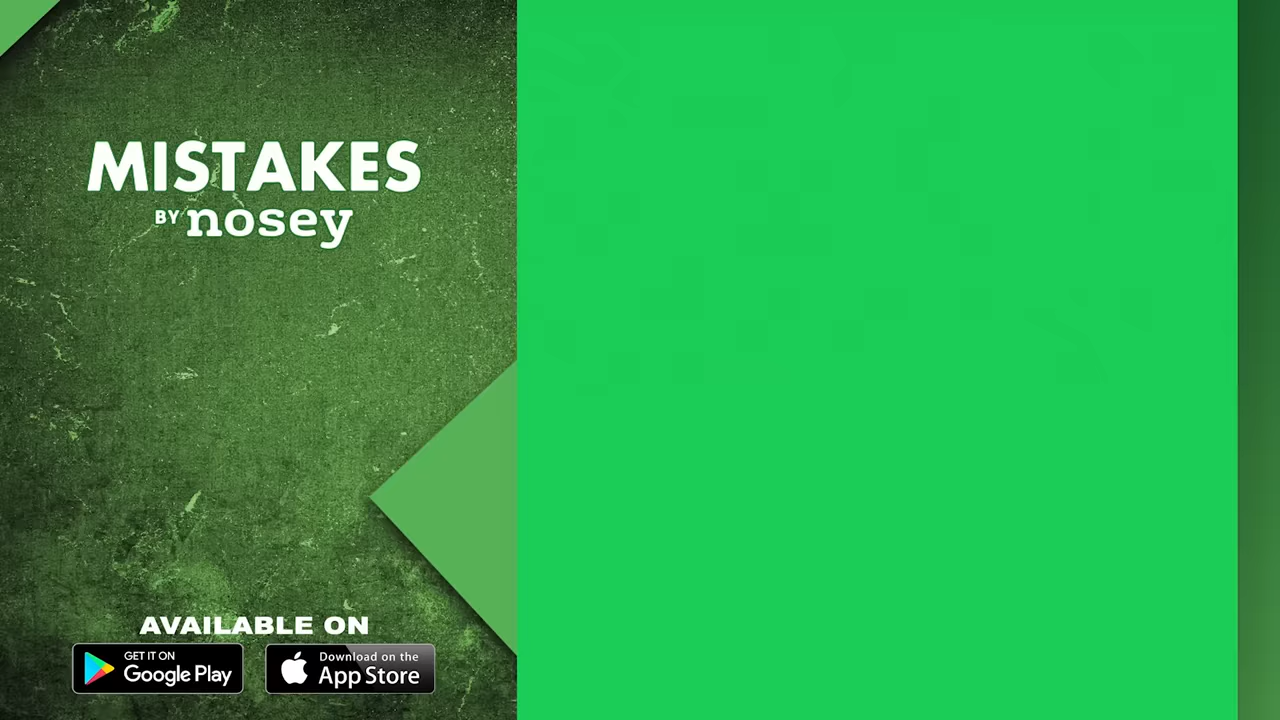 MISTAKES
BY nosey
AVAILABLE ON
GET IT ON
Google Play
Download on the
App Store